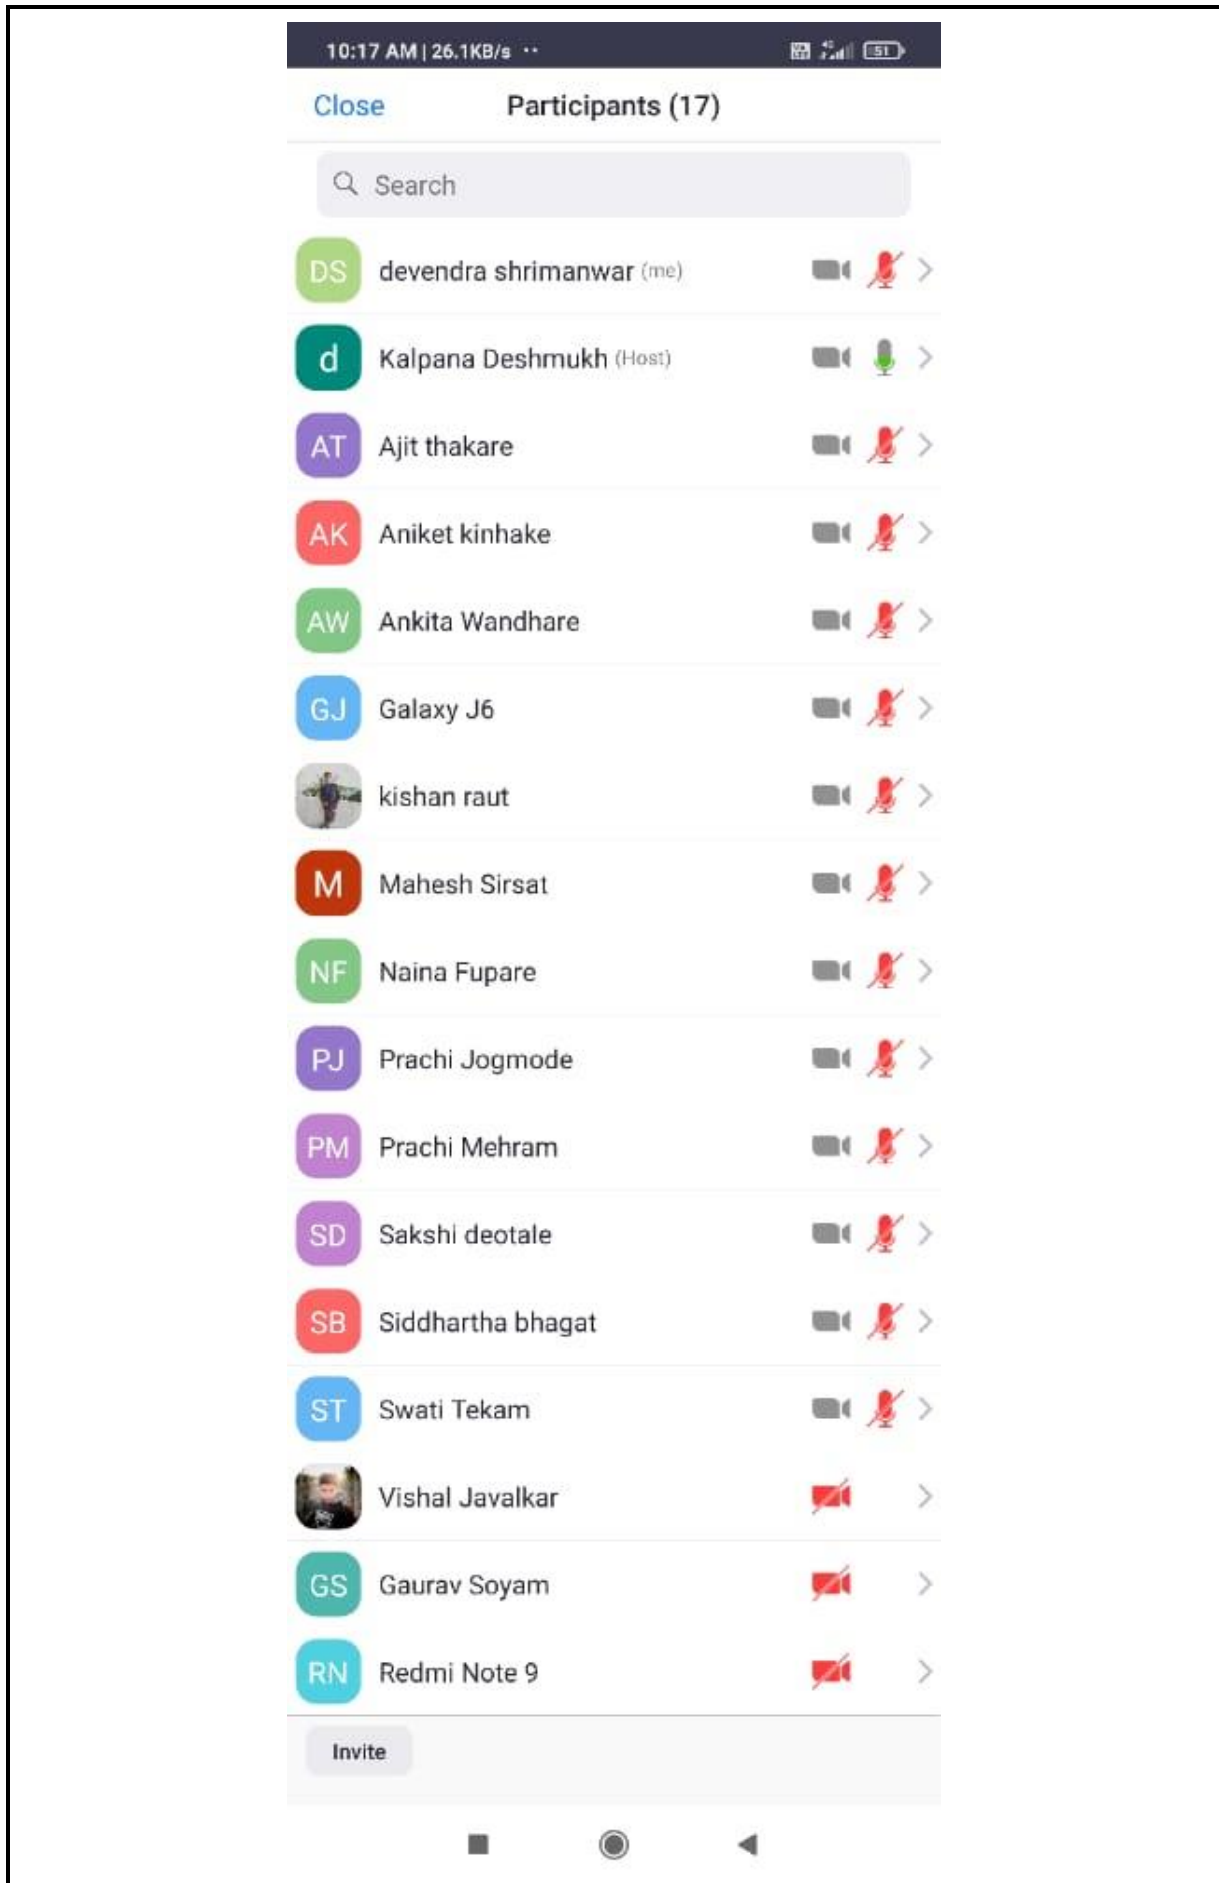 10:17 AM | 26.1KB/s ··
4G 51
Close Participants (17)
Search
DS devendra shrimanwar (me)
d Kalpana Deshmukh (Host)
AT Ajit thakare
AK Aniket kinhake
AW Ankita Wandhare
GJ Galaxy J6
kishan raut
M Mahesh Sirsat
NF Naina Fupare
PJ Prachi Jogmode
PM Prachi Mehram
SD Sakshi deotale
SB Siddhartha bhagat
ST Swati Tekam
Vishal Javalkar
GS Gaurav Soyam
RN Redmi Note 9
Invite